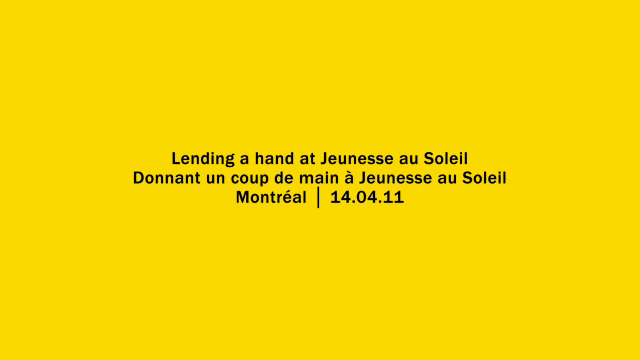 Lending a hand at Jeunesse au Soleil
Donnant un coup de main à Jeunesse au Soleil
Montréal | 14.04.11